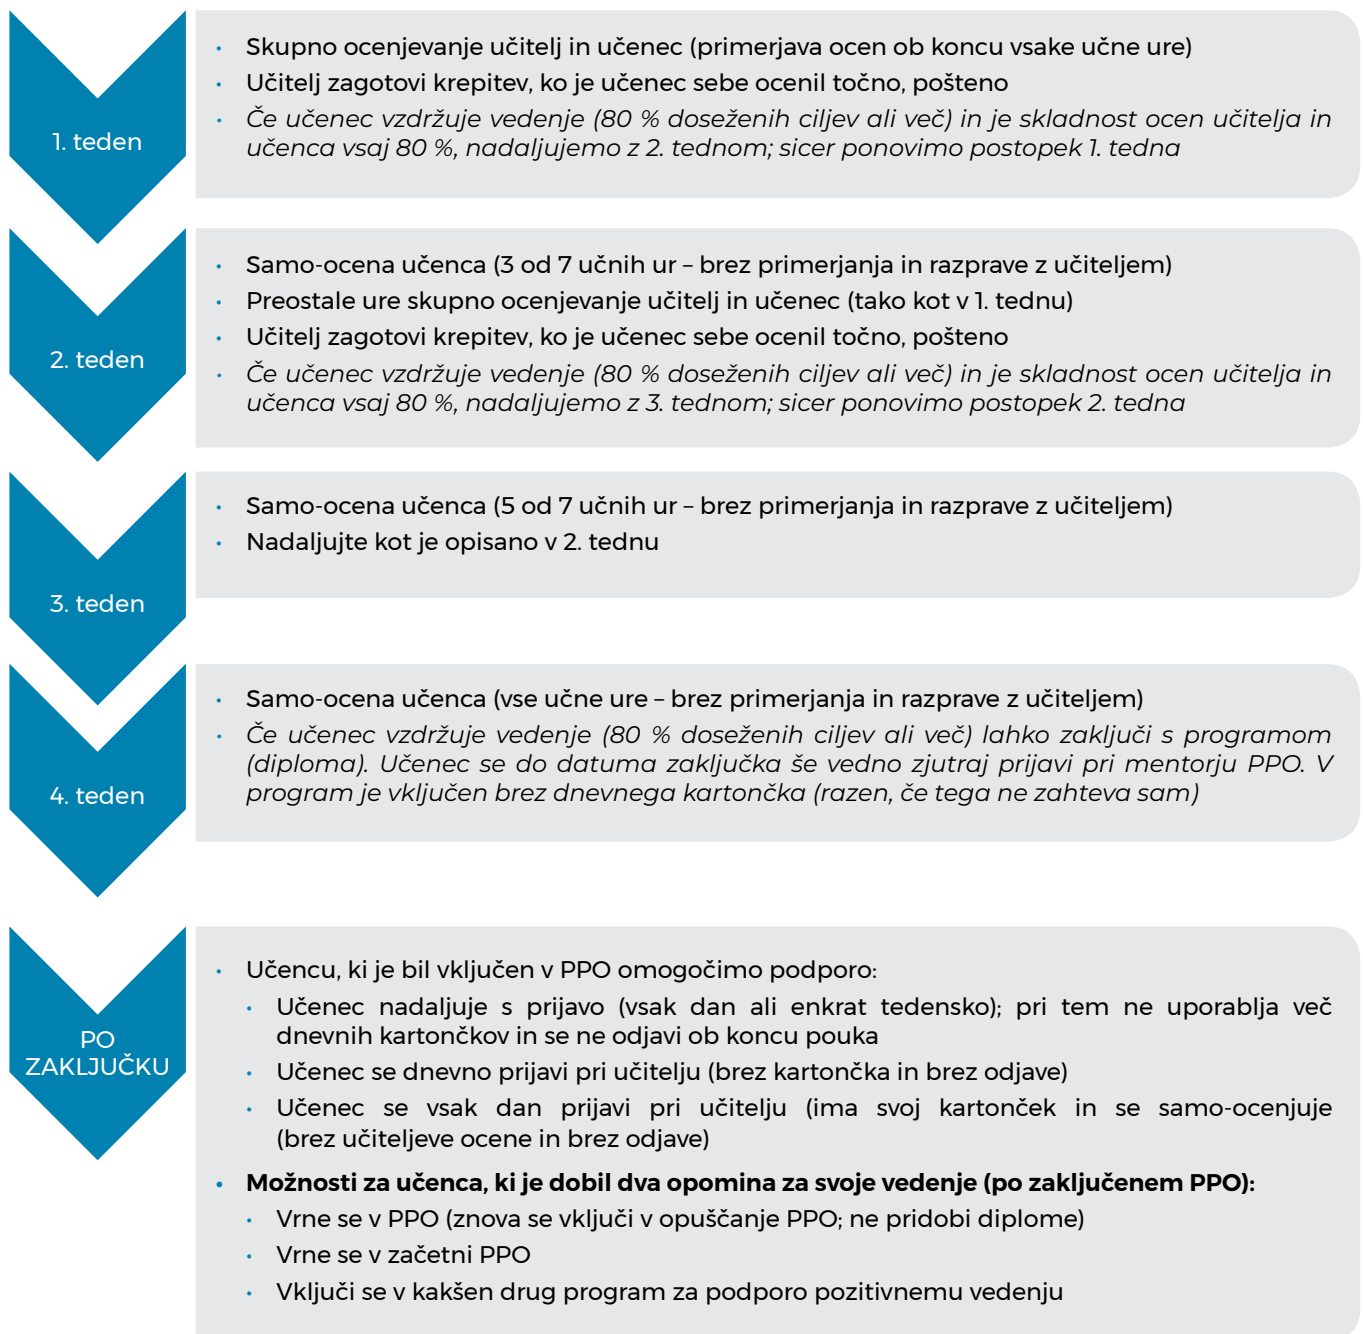 1. teden
• Skupno ocenjevanje učitelj in učenec (primerjava ocen ob koncu vsake učne ure)
• Učitelj zagotovi krepitev, ko je učenec sebe ocenil točno, pošteno
• Če učenec vzdržuje vedenje (80 % doseženih ciljev ali več) in je skladnost ocen učitelja in
učenca vsaj 80 %, nadaljujemo z 2. tednom; sicer ponovimo postopek 1. tedna
2. teden
• Samo-ocena učenca (3 od 7 učnih ur – brez primerjanja in razprave z učiteljem)
• Preostale ure skupno ocenjevanje učitelj in učenec (tako kot v 1. tednu)
• Učitelj zagotovi krepitev, ko je učenec sebe ocenil točno, pošteno
• Če učenec vzdržuje vedenje (80 % doseženih ciljev ali več) in je skladnost ocen učitelja in
učenca vsaj 80 %, nadaljujemo z 3. tednom; sicer ponovimo postopek 2. tedna
3. teden
• Samo-ocena učenca (5 od 7 učnih ur – brez primerjanja in razprave z učiteljem)
• Nadaljujte kot je opisano v 2. tednu
4. teden
• Samo-ocena učenca (vse učne ure – brez primerjanja in razprave z učiteljem)
• Če učenec vzdržuje vedenje (80 % doseženih ciljev ali več) lahko zaključi s programom
(diploma). Učenec se do datuma zaključka še vedno zjutraj prijavi pri mentorju PPO. V
program je vključen brez dnevnega kartončka (razen, če tega ne zahteva sam)
PO
ZAKLJUČKU
• Učencu, ki je bil vključen v PPO omogočimo podporo:
• Učenec nadaljuje s prijavo (vsak dan ali enkrat tedensko); pri tem ne uporablja več
dnevnih kartončkov in se ne odjavi ob koncu pouka
• Učenec se dnevno prijavi pri učitelju (brez kartončka in brez odjave)
• Učenec se vsak dan prijavi pri učitelju (ima svoj kartonček in se samo-ocenjuje
(brez učiteljeve ocene in brez odjave)
• Možnosti za učenca, ki je dobil dva opomina za svoje vedenje (po zaključenem PPO):
• Vrne se v PPO (znova se vključi v opuščanje PPO; ne pridobi diplome)
• Vrne se v začetni PPO
• Vključi se v kakšen drug program za podporo pozitivnemu vedenju